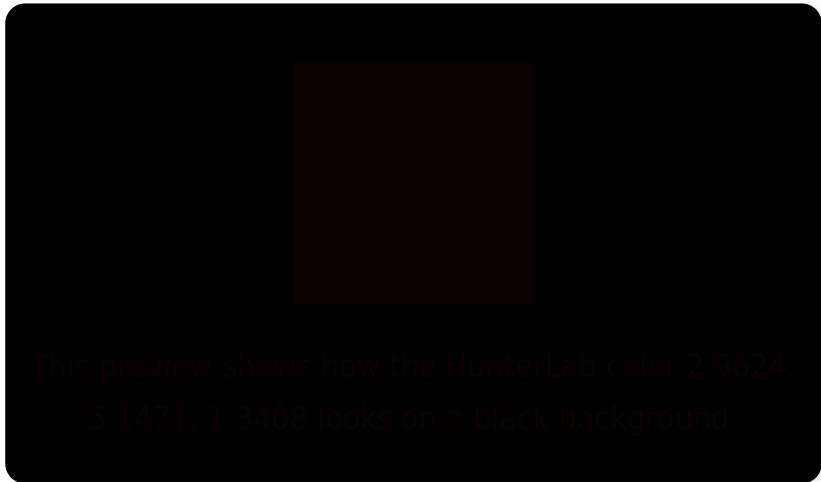 This preview shows how the HunterLab color 2.9624,
5.1471, 1.3408 looks on a black background.